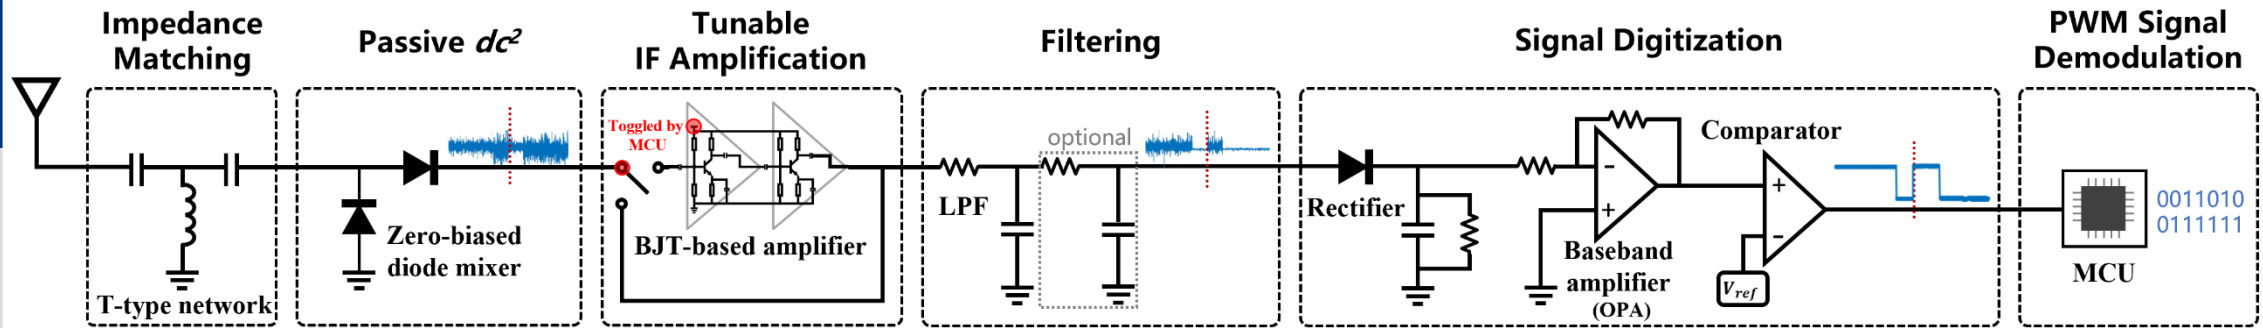 Impedance
Matching
Passive dc²
Tunable
IF Amplification
Filtering
Signal Digitization
PWM Signal
Demodulation
T-type network
Zero-biased
diode mixer
Toggled by
MCU
BJT-based amplifier
LPF
optional
Rectifier
-
+
Baseband
amplifier
(OPA)
Comparator
+
-
Vref
MCU
0011010
0111111